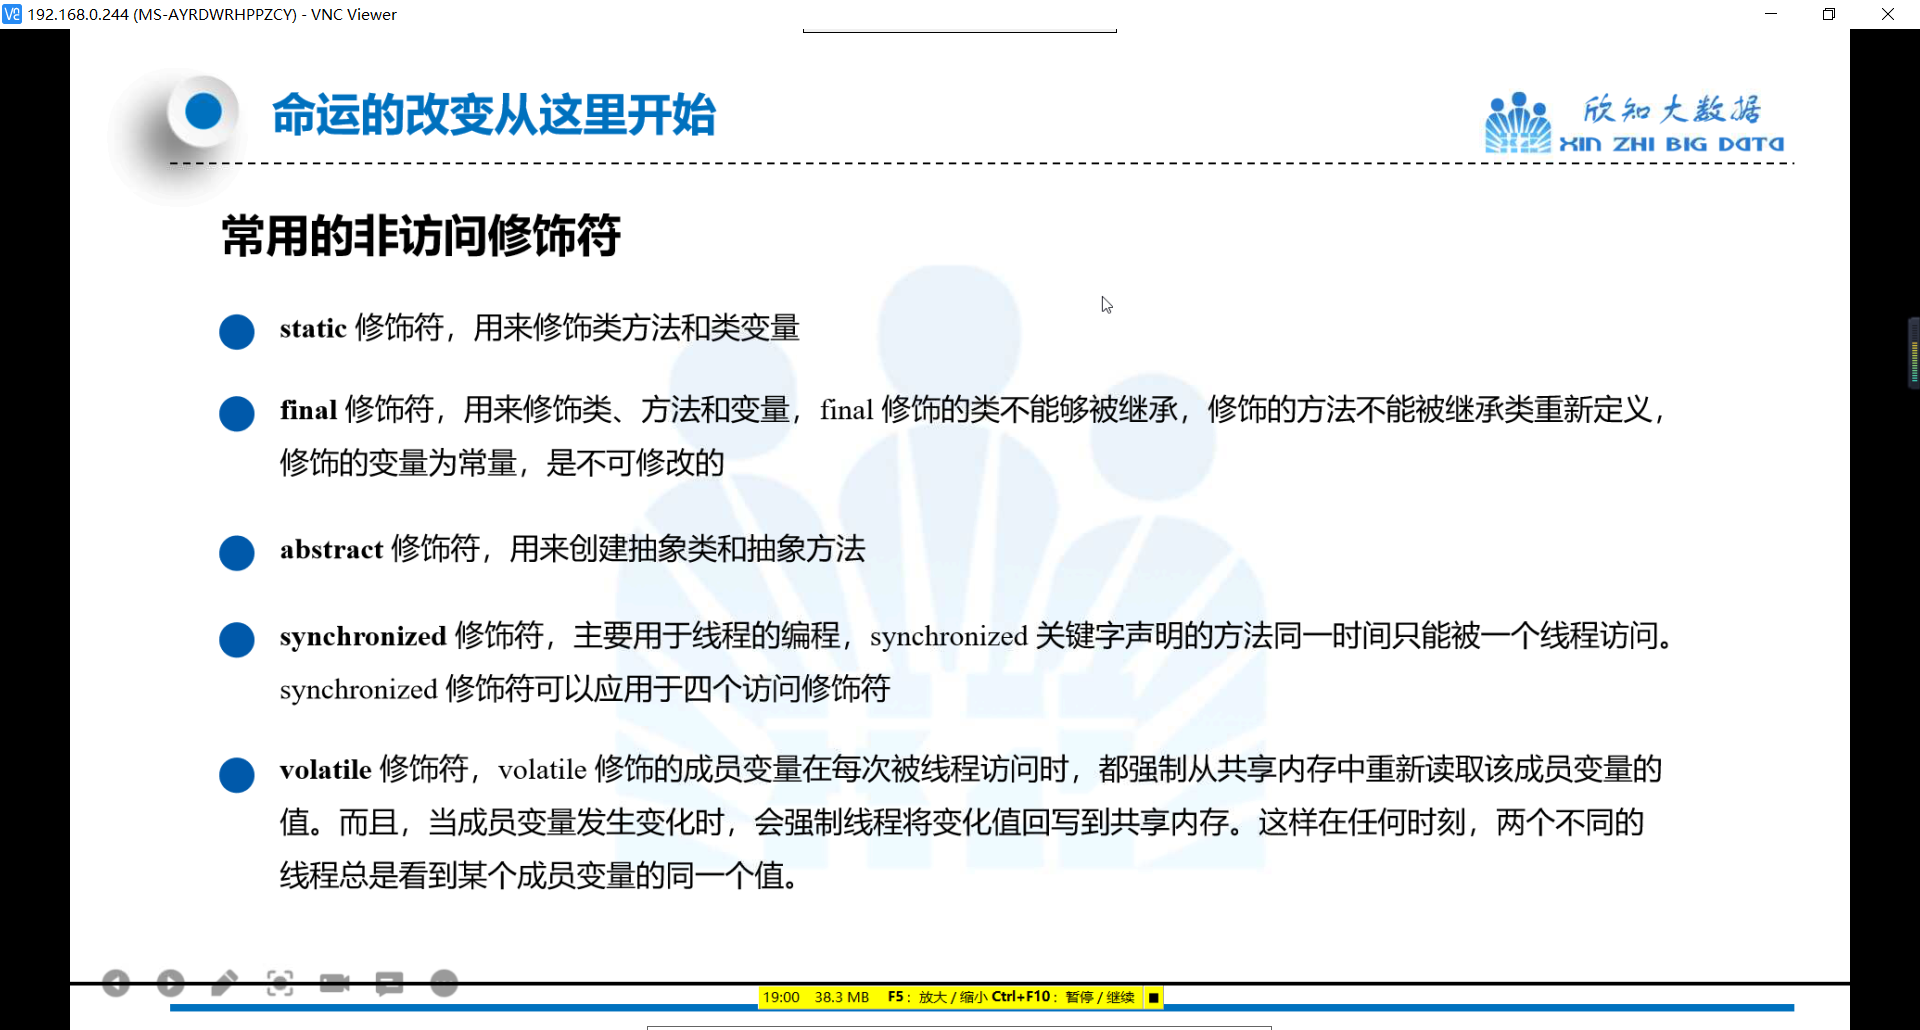 192.168.0.244 (MS-AYRDWRHPPZCY) - VNC Viewer
命运的改变从这里开始
欣知大数据
XIN ZHI BIG DATA
常用的非访问修饰符
static 修饰符，用来修饰类方法和类变量
final 修饰符，用来修饰类、方法和变量，final 修饰的类不能够被继承，修饰的方法不能被继承类重新定义，
修饰的变量为常量，是不可修改的
abstract 修饰符，用来创建抽象类和抽象方法
synchronized 修饰符，主要用于线程的编程，synchronized 关键字声明的方法同一时间只能被一个线程访问。
synchronized 修饰符可以应用于四个访问修饰符
volatile 修饰符，volatile 修饰的成员变量在每次被线程访问时，都强制从共享内存中重新读取该成员变量的
值。而且，当成员变量发生变化时，会强制线程将变化值回写到共享内存。这样在任何时刻，两个不同的
线程总是看到某个成员变量的同一个值。
19:00 38.3 MB F5：放大 / 缩小 Ctrl+F10：暂停 / 继续